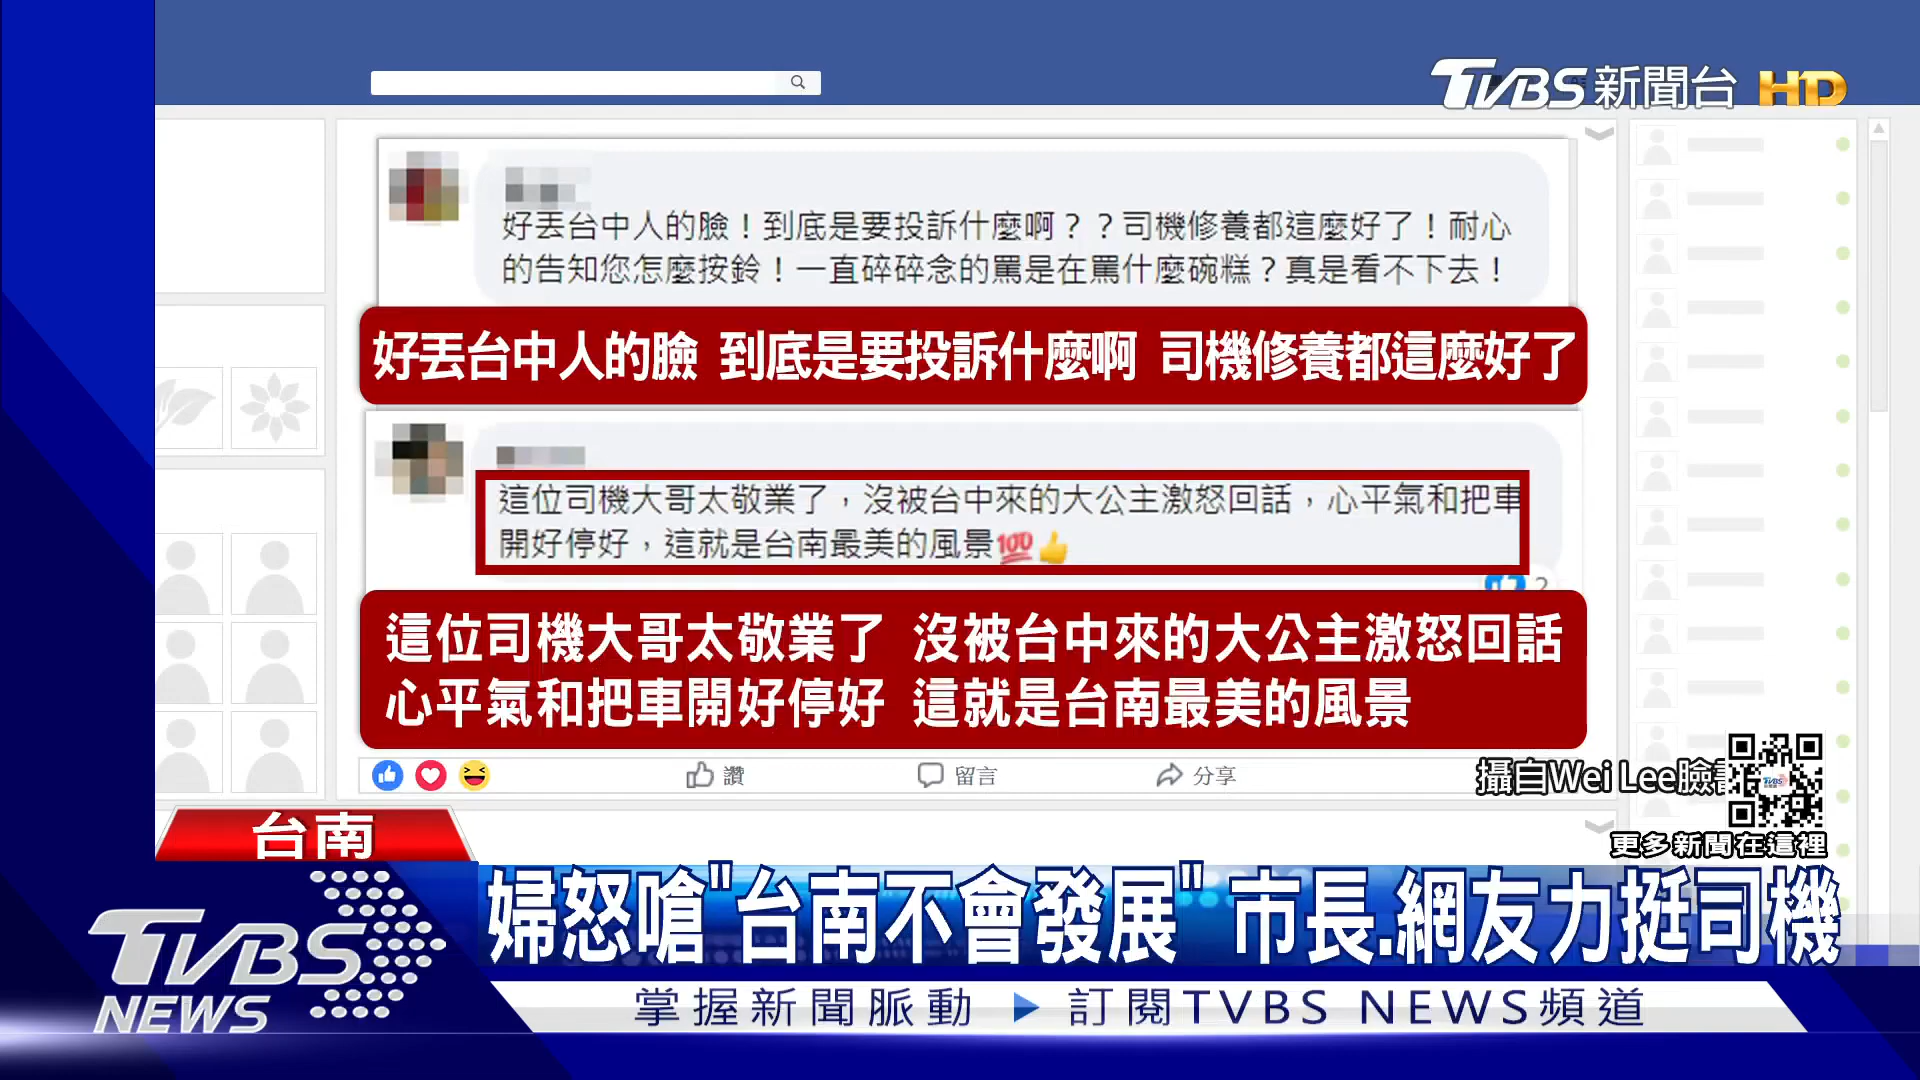 TVBS新聞台 HD
好丟台中人的臉！到底是要投訴什麼啊？？司機修養都這麼好了！耐心
的告知您怎麼按鈴！一直碎碎念的罵是在罵什麼碗糕？真是看不下去！
好丟台中人的臉 到底是要投訴什麼啊 司機修養都這麼好了
這位司機大哥太敬業了，沒被台中來的大公主激怒回話，心平氣和把車
開好停好，這就是台南最美的風景💯👍
2
這位司機大哥太敬業了 沒被台中來的大公主激怒回話
心平氣和把車開好停好 這就是台南最美的風景
讚 留言 分享
攝自Wei Lee臉書
TVBS
更多新聞在這裡
台南
婦怒嗆"台南不會發展" 市長.網友力挺司機
TVBS NEWS
掌握新聞脈動 ▶ 訂閱TVBS NEWS頻道